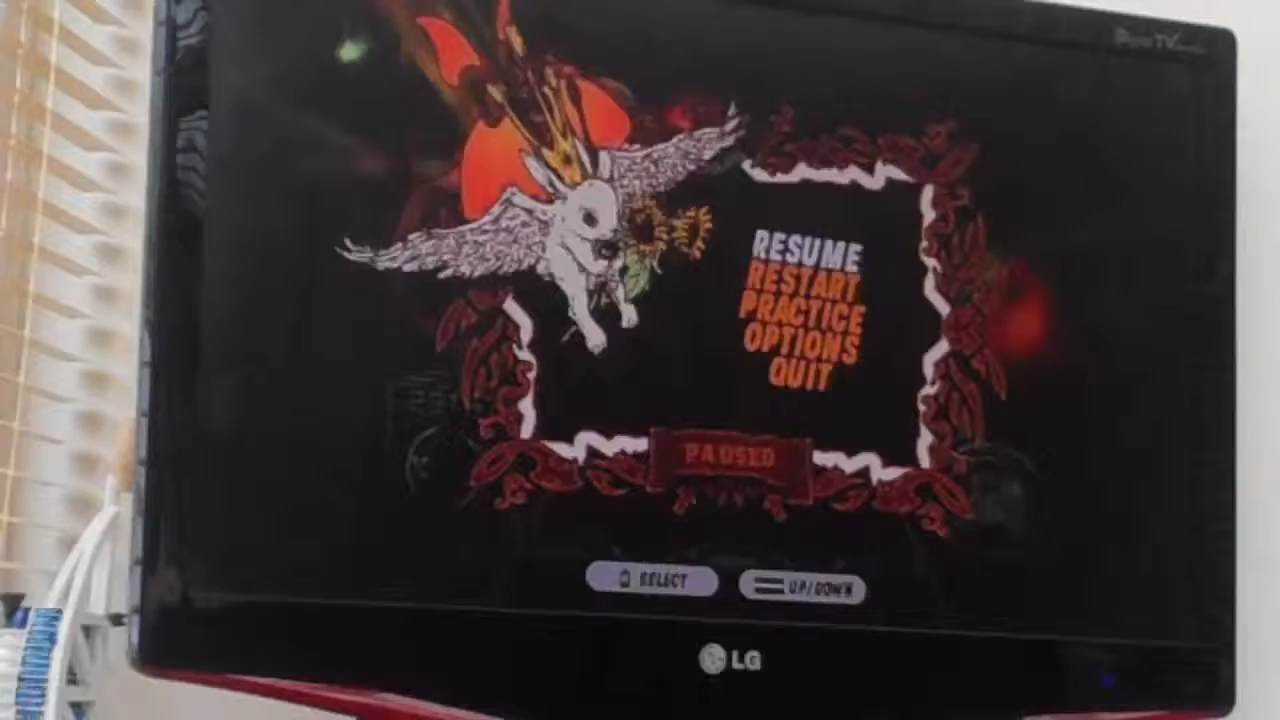 RESUME
RESTART
PRACTICE
OPTIONS
QUIT
PAUSED
SELECT
UP/DOWN
LG